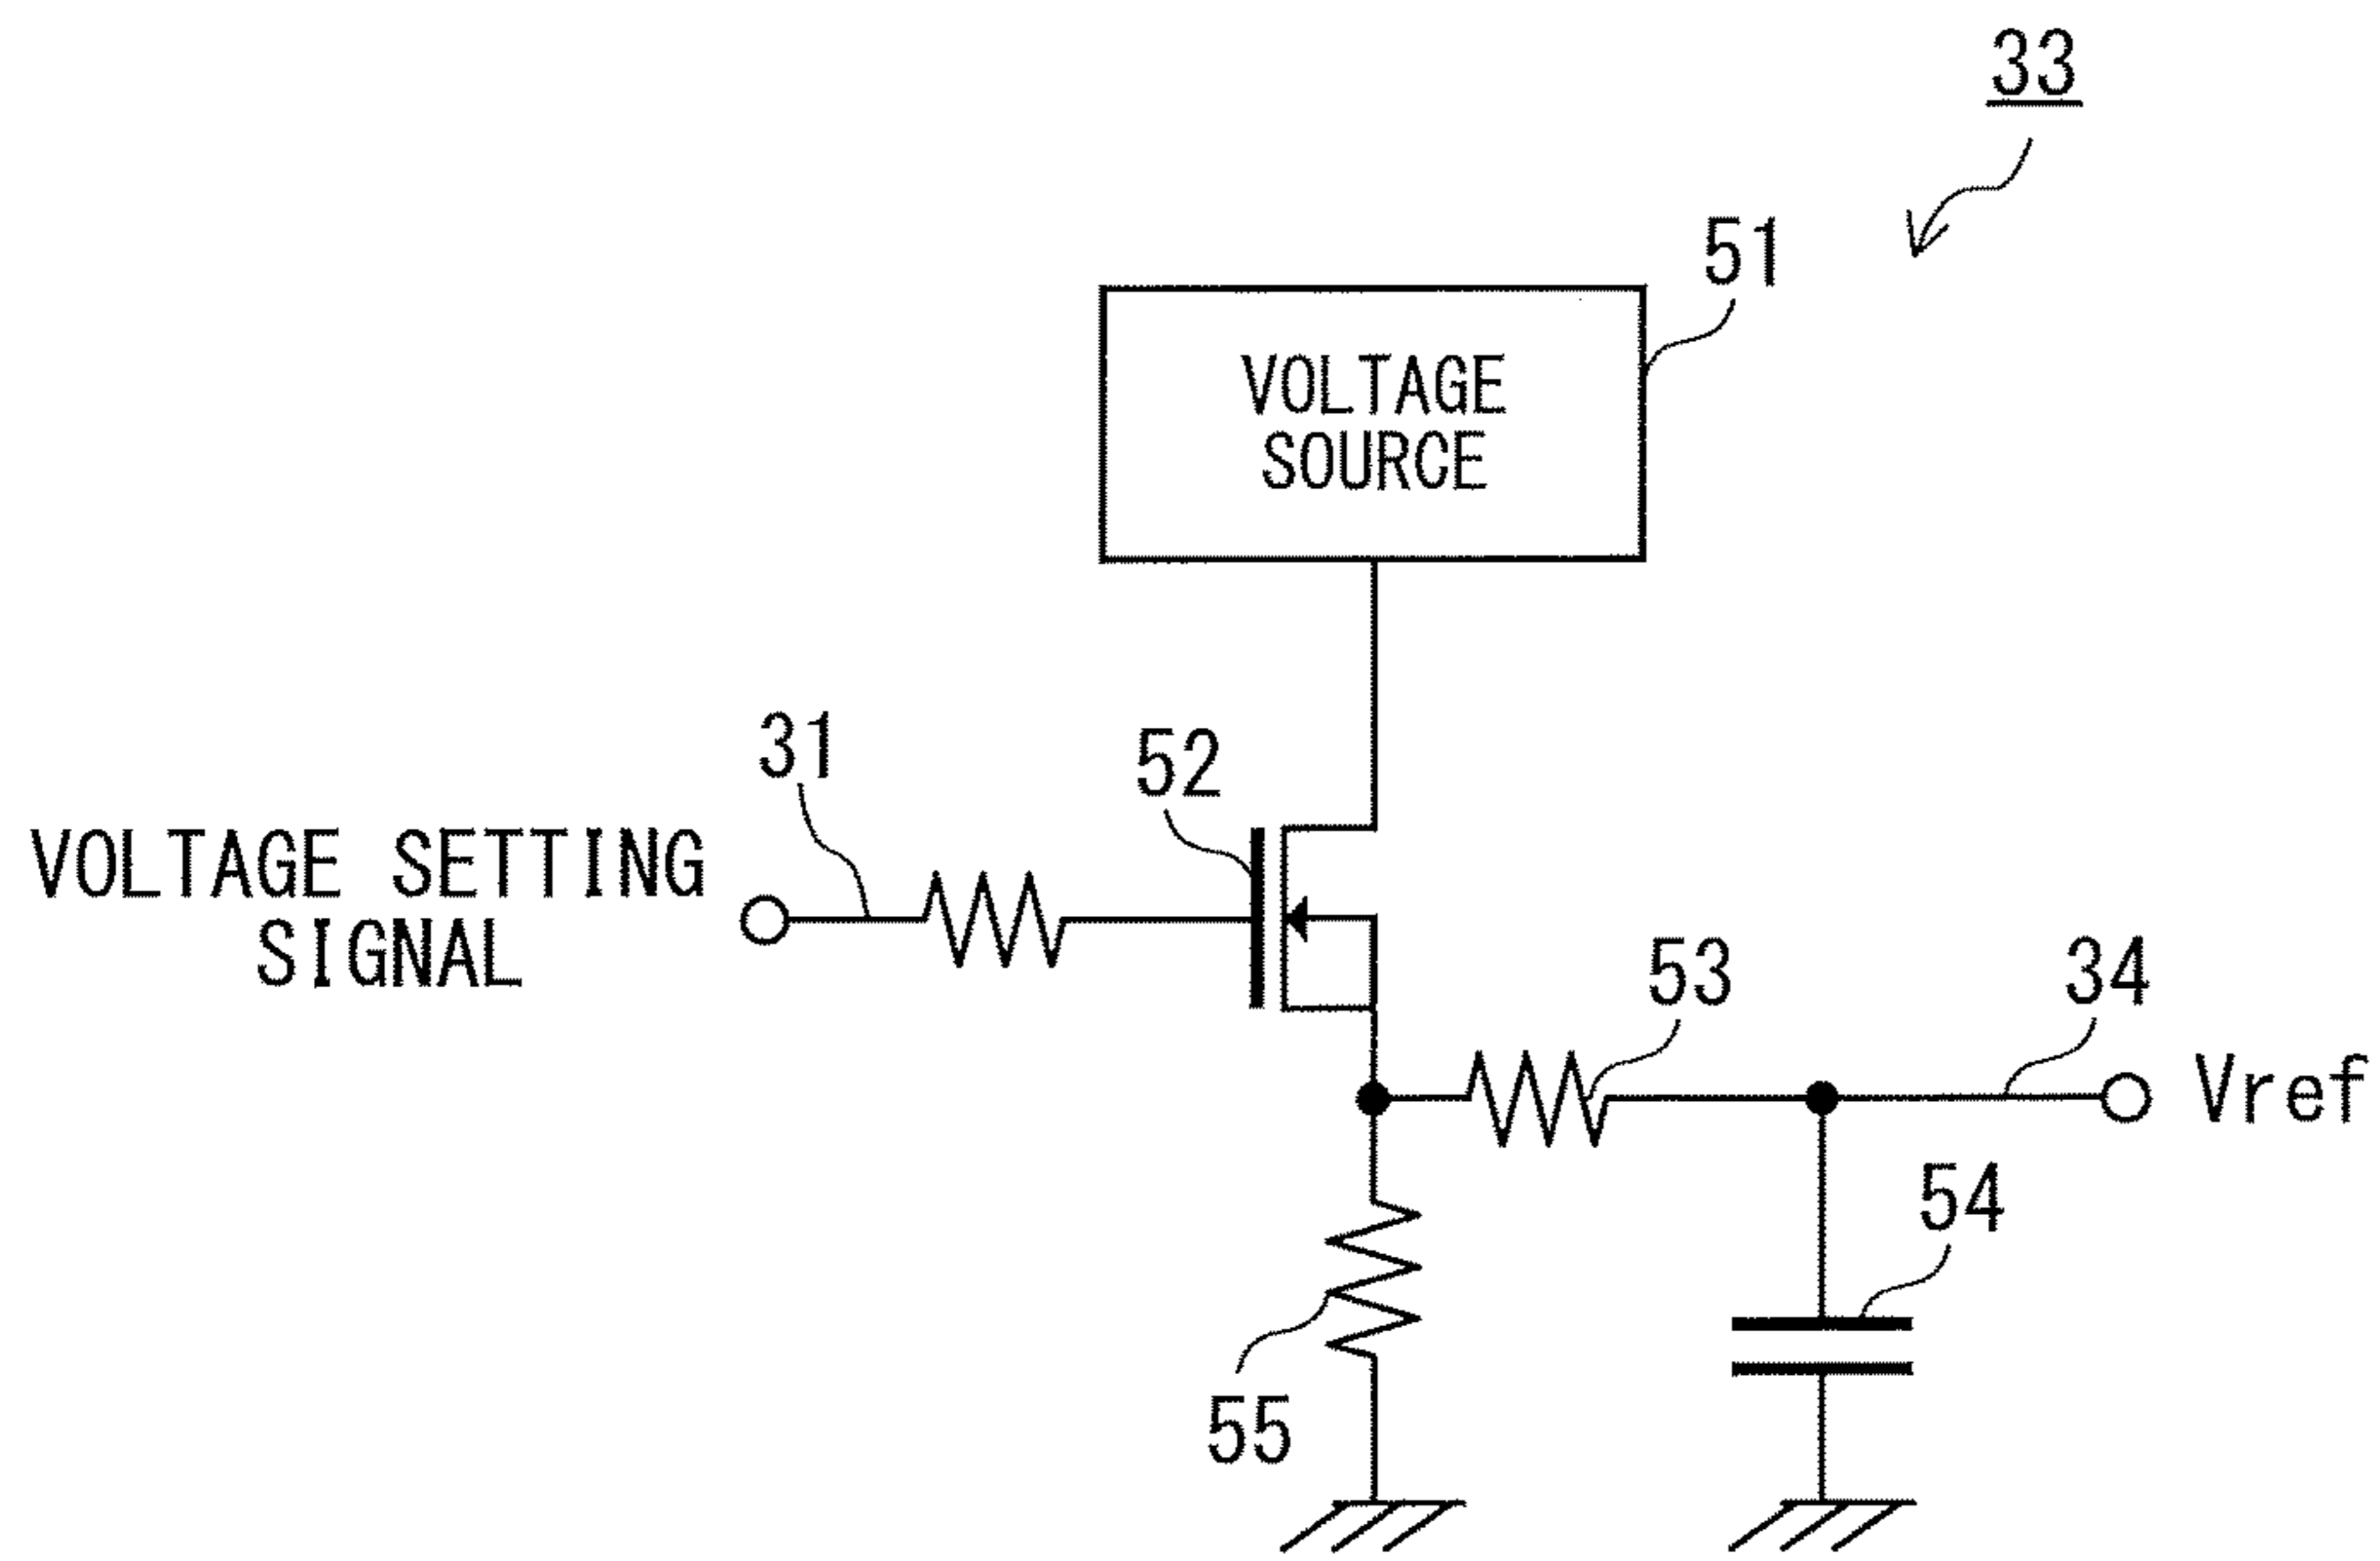 33
51
VOLTAGE
SOURCE
31
52
VOLTAGE SETTING
SIGNAL
53
34
Vref
54
55